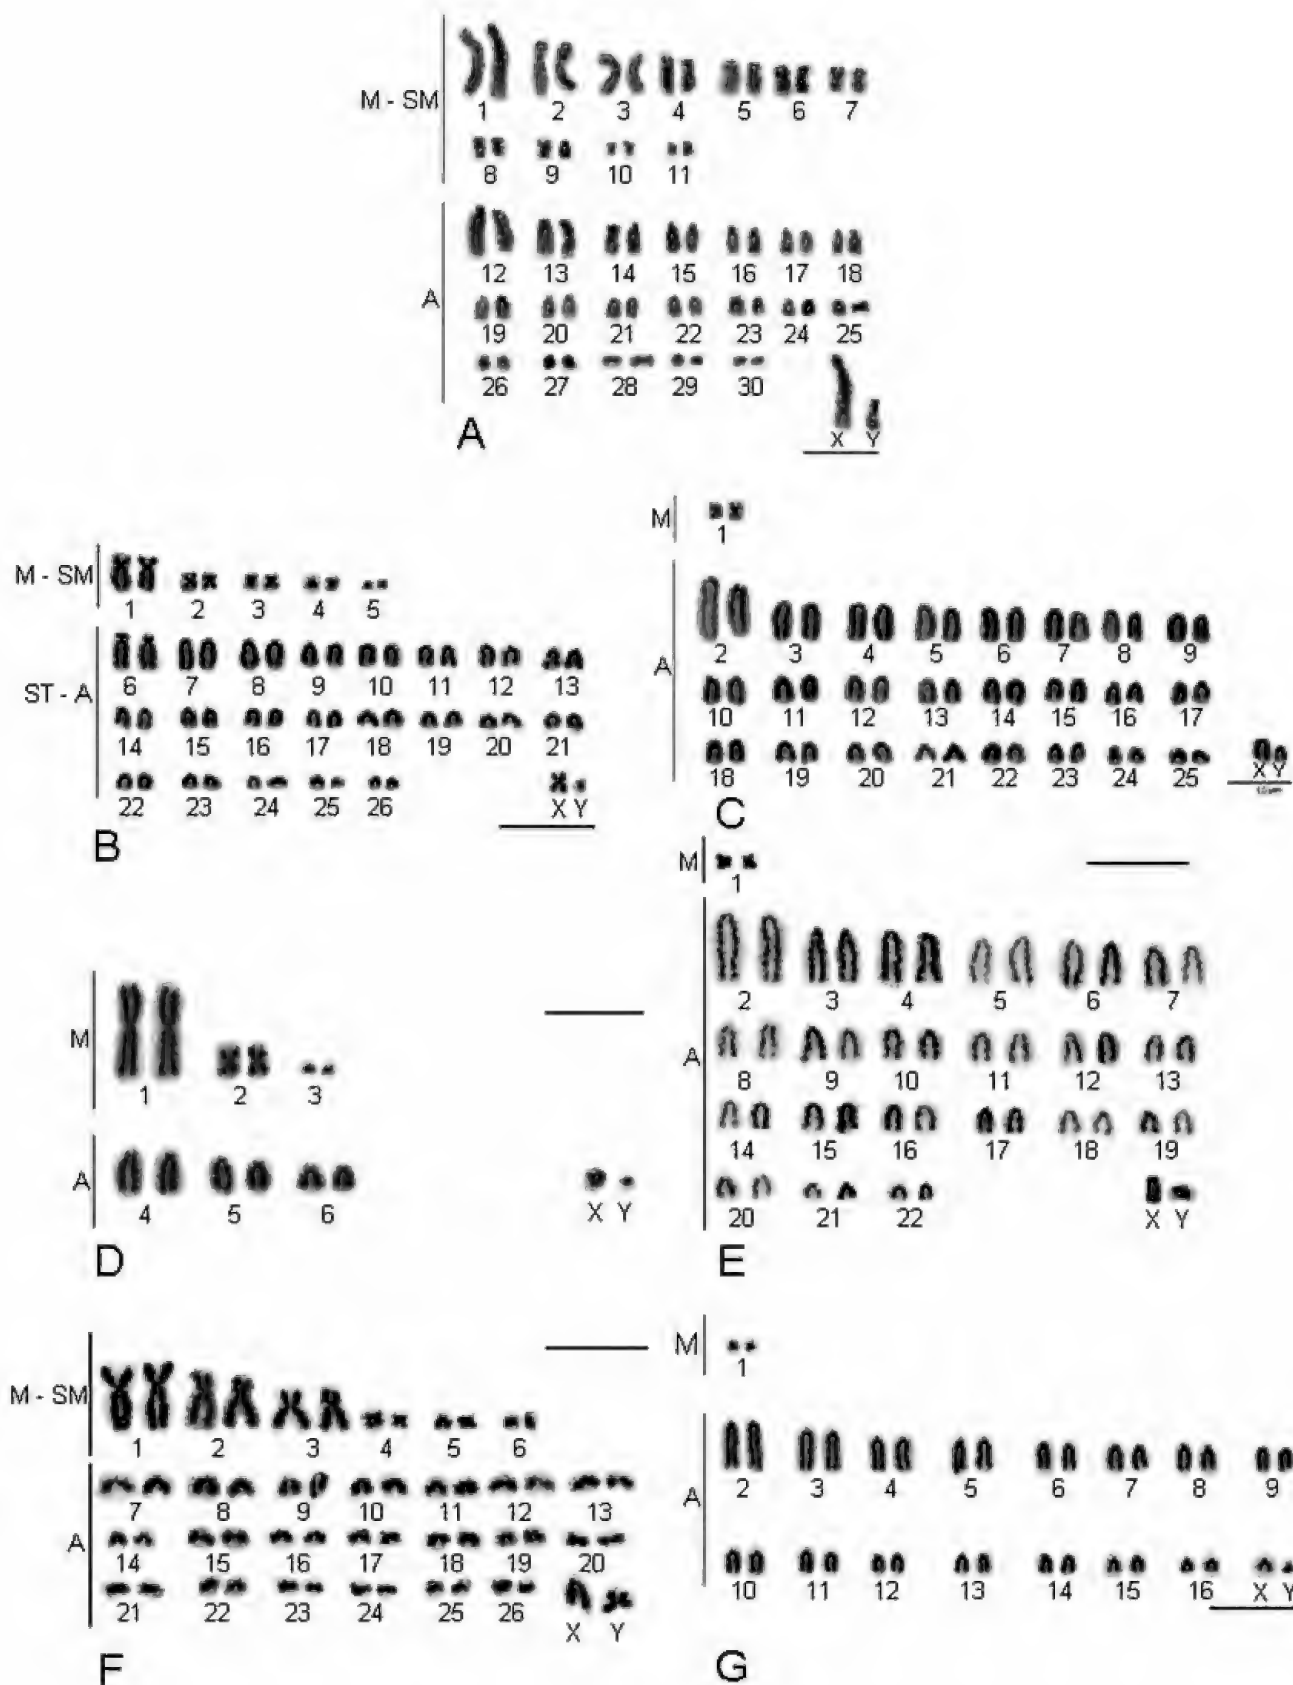 M - SM
1 2 3 4 5 6 7
8 9 10 11
A
12 13 14 15 16 17 18
19 20 21 22 23 24 25
26 27 28 29 30
X Y
A
M - SM
1 2 3 4 5
ST - A
6 7 8 9 10 11 12 13
14 15 16 17 18 19 20 21
22 23 24 25 26 X Y
B
M
1
A
2 3 4 5 6 7 8 9
10 11 12 13 14 15 16 17
18 19 20 21 22 23 24 25
X Y
C
M
1 2 3
A
4 5 6 X Y
D
M
1
A
2 3 4 5 6 7
8 9 10 11 12 13
14 15 16 17 18 19
20 21 22 X Y
E
M - SM
1 2 3 4 5 6
A
7 8 9 10 11 12 13
14 15 16 17 18 19 20
21 22 23 24 25 26
X Y
F
M
1
A
2 3 4 5 6 7 8 9
10 11 12 13 14 15 16 X Y
G